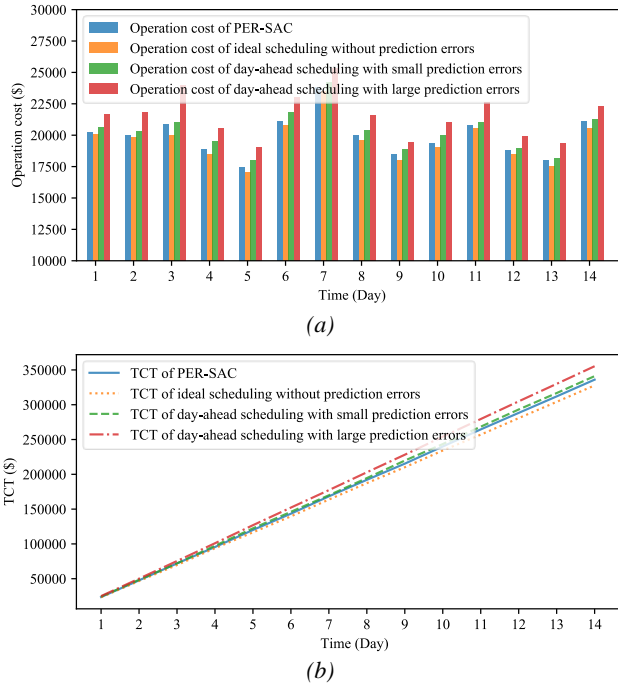 30000
27500
25000
22500
20000
17500
15000
12500
10000
Operation cost ($)
Operation cost of PER-SAC
Operation cost of ideal scheduling without prediction errors
Operation cost of day-ahead scheduling with small prediction errors
Operation cost of day-ahead scheduling with large prediction errors
1 2 3 4 5 6 7 8 9 10 11 12 13 14
Time (Day)
(a)
350000
300000
250000
200000
150000
100000
50000
TCT ($)
TCT of PER-SAC
TCT of ideal scheduling without prediction errors
TCT of day-ahead scheduling with small prediction errors
TCT of day-ahead scheduling with large prediction errors
1 2 3 4 5 6 7 8 9 10 11 12 13 14
Time (Day)
(b)